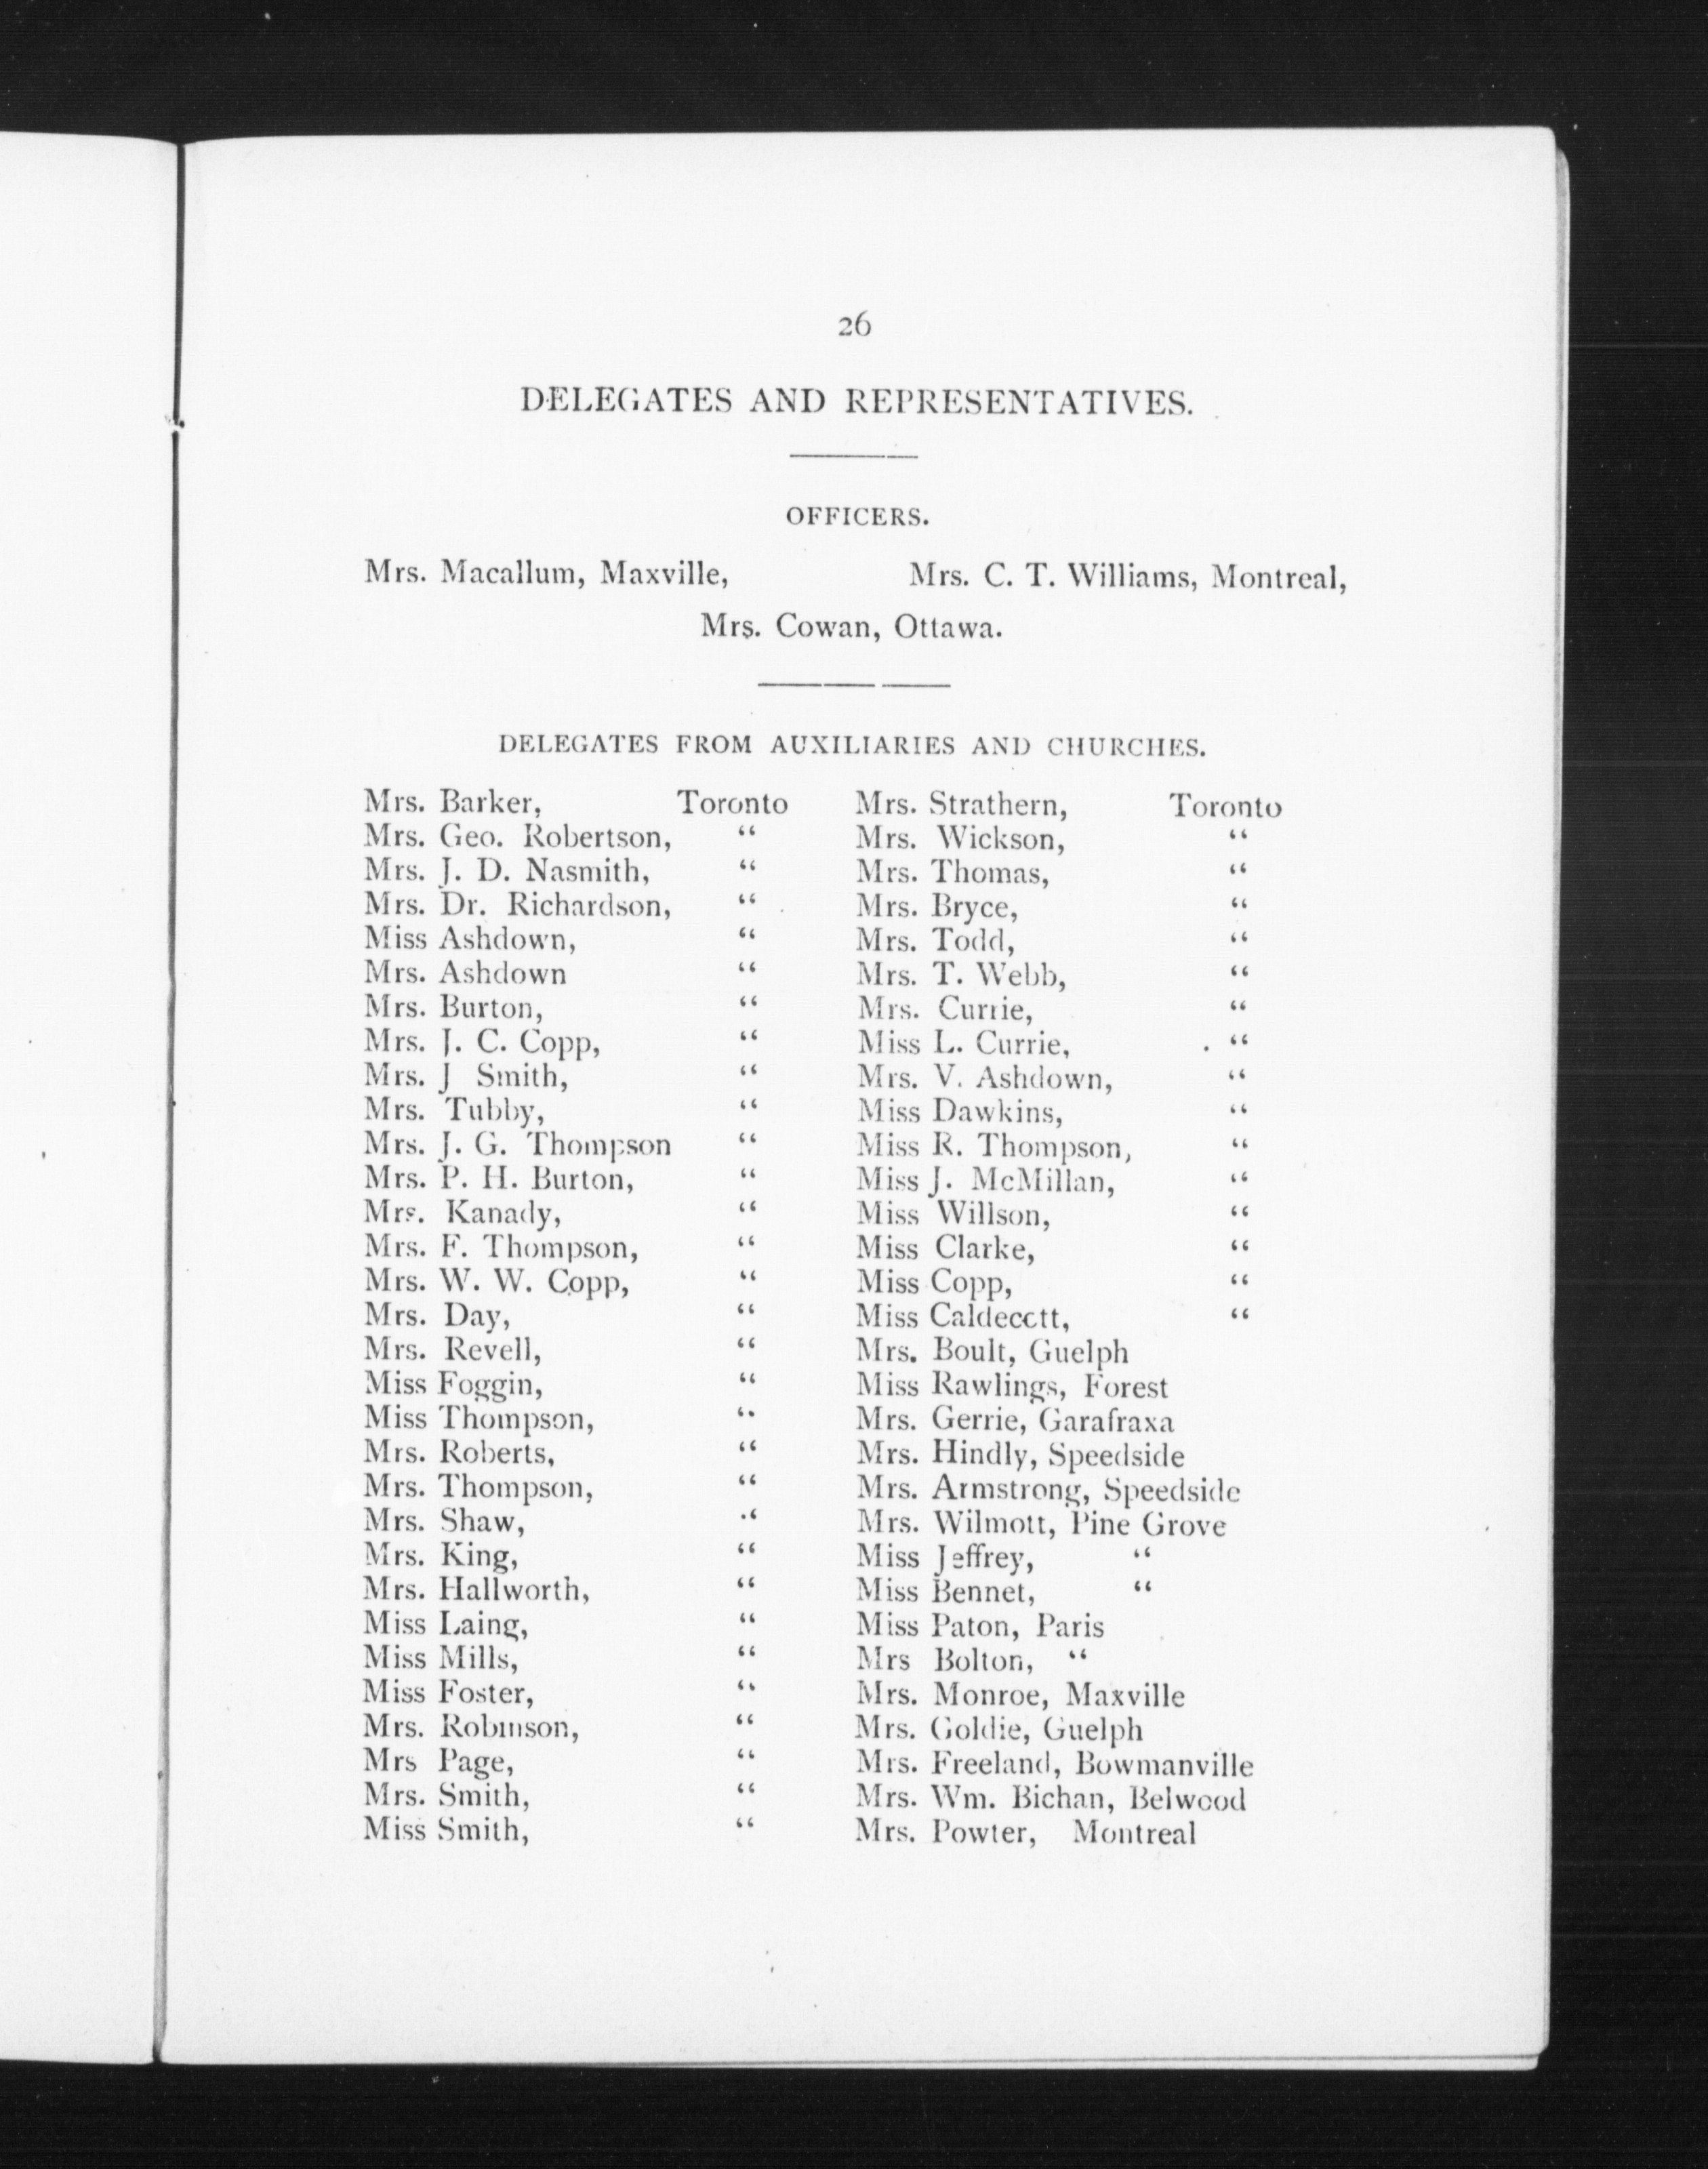 26
DELEGATES AND REPRESENTATIVES.
OFFICERS.
Mrs. Macallum, Maxville, Mrs. C. T. Williams, Montreal,
Mrs. Cowan, Ottawa.
DELEGATES FROM AUXILIARIES AND CHURCHES.
Mrs. Barker, Toronto
Mrs. Geo. Robertson, “
Mrs. J. D. Nasmith, “
Mrs. Dr. Richardson, “
Miss Ashdown, “
Mrs. Ashdown “
Mrs. Burton, “
Mrs. J. C. Copp, “
Mrs. J Smith, “
Mrs. Tubby, “
Mrs. J. G. Thompson “
Mrs. P. H. Burton, “
Mrs. Kanady, “
Mrs. F. Thompson, “
Mrs. W. W. Copp, “
Mrs. Day, “
Mrs. Revell, “
Miss Foggin, “
Miss Thompson, “
Mrs. Roberts, “
Mrs. Thompson, “
Mrs. Shaw, “
Mrs. King, “
Mrs. Hallworth, “
Miss Laing, “
Miss Mills, “
Miss Foster, “
Mrs. Robinson, “
Mrs Page, “
Mrs. Smith, “
Miss Smith, “
Mrs. Strathern, Toronto
Mrs. Wickson, “
Mrs. Thomas, “
Mrs. Bryce, “
Mrs. Todd, “
Mrs. T. Webb, “
Mrs. Currie, “
Miss L. Currie, “
Mrs. V. Ashdown, “
Miss Dawkins, “
Miss R. Thompson, “
Miss J. McMillan, “
Miss Willson, “
Miss Clarke, “
Miss Copp, “
Miss Caldecott, “
Mrs. Boult, Guelph
Miss Rawlings, Forest
Mrs. Gerrie, Garafraxa
Mrs. Hindly, Speedside
Mrs. Armstrong, Speedside
Mrs. Wilmott, Pine Grove
Miss Jeffrey, “
Miss Bennet, “
Miss Paton, Paris
Mrs Bolton, “
Mrs. Monroe, Maxville
Mrs. Goldie, Guelph
Mrs. Freeland, Bowmanville
Mrs. Wm. Bichan, Belwood
Mrs. Powter, Montreal